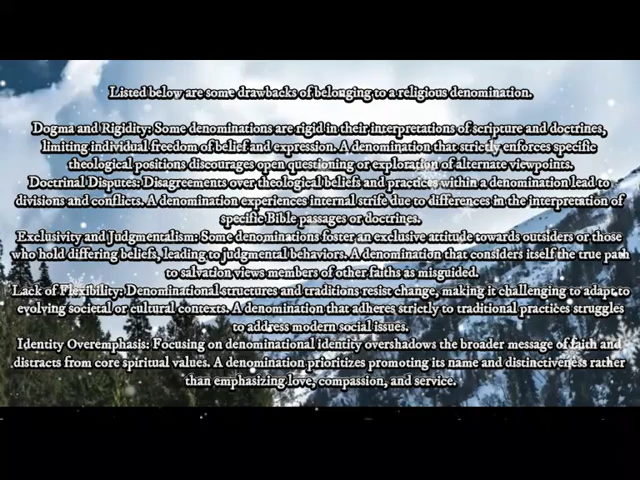 Listed below are some drawbacks of belonging to a religious denomination.
Dogma and Rigidity: Some denominations are rigid in their interpretations of scripture and doctrines,
limiting individual freedom of belief and expression. A denomination that strictly enforces specific
theological positions discourages open questioning or exploration of alternate viewpoints.
Doctrinal Disputes: Disagreements over theological beliefs and practices within a denomination lead to
divisions and conflicts. A denomination experiences internal strife due to differences in the interpretation of
specific Bible passages or doctrines.
Exclusivity and Judgmentalism: Some denominations foster an exclusive attitude towards outsiders or those
who hold differing beliefs, leading to judgmental behaviors. A denomination that considers itself the true path
to salvation views members of other faiths as misguided.
Lack of Flexibility: Denominational structures and traditions resist change, making it challenging to adapt to
evolving societal or cultural contexts. A denomination that adheres strictly to traditional practices struggles
to address modern social issues.
Identity Overemphasis: Focusing on denominational identity overshadows the broader message of faith and
distracts from core spiritual values. A denomination prioritizes promoting its name and distinctiveness rather
than emphasizing love, compassion, and service.